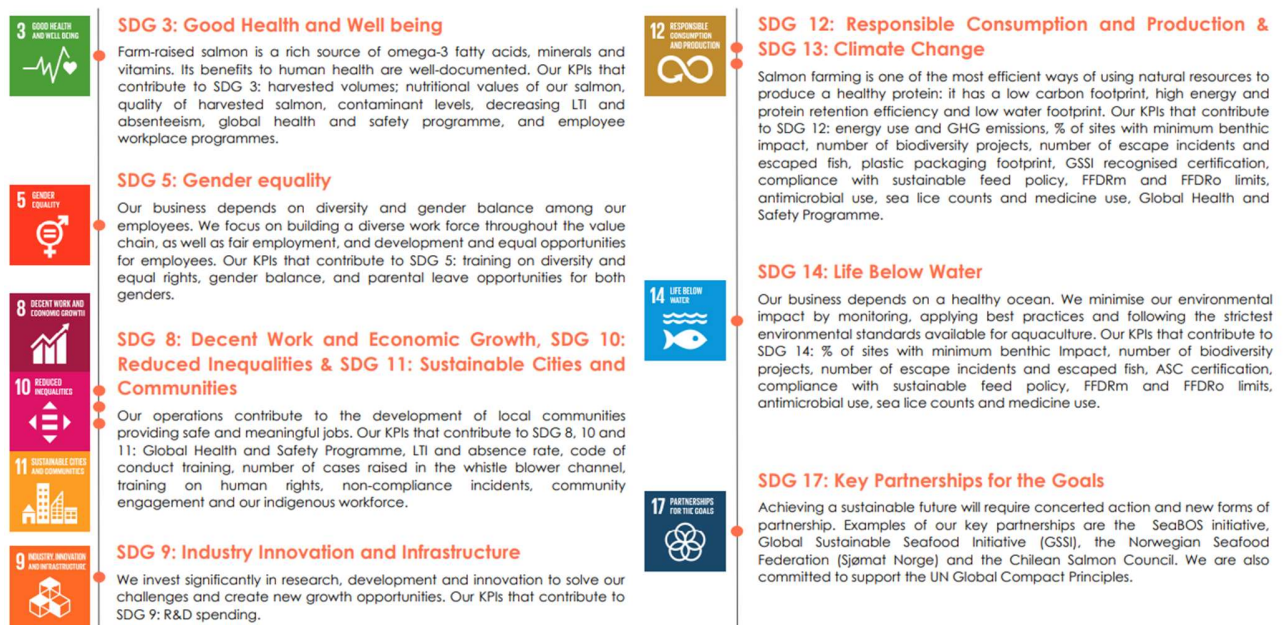 3 GOOD HEALTH
AND WELL BEING
SDG 3: Good Health and Well being
Farm-raised salmon is a rich source of omega-3 fatty acids, minerals and
vitamins. Its benefits to human health are well-documented. Our KPIs that
contribute to SDG 3: harvested volumes; nutritional values of our salmon,
quality of harvested salmon, contaminant levels, decreasing LTI and
absenteeism, global health and safety programme, and employee
workplace programmes.
5 GENDER
EQUALITY
SDG 5: Gender equality
Our business depends on diversity and gender balance among our
employees. We focus on building a diverse work force throughout the value
chain, as well as fair employment, and development and equal opportunities
for employees. Our KPIs that contribute to SDG 5: training on diversity and
equal rights, gender balance, and parental leave opportunities for both
genders.
8 DECENT WORK AND
ECONOMIC GROWTH
10 REDUCED
INEQUALITIES
11 SUSTAINABLE CITIES
AND COMMUNITIES
SDG 8: Decent Work and Economic Growth, SDG 10:
Reduced Inequalities & SDG 11: Sustainable Cities and
Communities
Our operations contribute to the development of local communities
providing safe and meaningful jobs. Our KPIs that contribute to SDG 8, 10 and
11: Global Health and Safety Programme, LTI and absence rate, code of
conduct training, number of cases raised in the whistle blower channel,
training on human rights, non-compliance incidents, community
engagement and our indigenous workforce.
9 INDUSTRY, INNOVATION
AND INFRASTRUCTURE
SDG 9: Industry Innovation and Infrastructure
We invest significantly in research, development and innovation to solve our
challenges and create new growth opportunities. Our KPIs that contribute to
SDG 9: R&D spending.
12 RESPONSIBLE
CONSUMPTION
AND PRODUCTION
SDG 12: Responsible Consumption and Production &
SDG 13: Climate Change
Salmon farming is one of the most efficient ways of using natural resources to
produce a healthy protein: it has a low carbon footprint, high energy and
protein retention efficiency and low water footprint. Our KPIs that contribute
to SDG 12: energy use and GHG emissions, % of sites with minimum benthic
impact, number of biodiversity projects, number of escape incidents and
escaped fish, plastic packaging footprint, GSSI recognised certification,
compliance with sustainable feed policy, FFDRm and FFDRo limits,
antimicrobial use, sea lice counts and medicine use, Global Health and
Safety Programme.
14 LIFE BELOW
WATER
SDG 14: Life Below Water
Our business depends on a healthy ocean. We minimise our environmental
impact by monitoring, applying best practices and following the strictest
environmental standards available for aquaculture. Our KPIs that contribute to
SDG 14: % of sites with minimum benthic Impact, number of biodiversity
projects, number of escape incidents and escaped fish, ASC certification,
compliance with sustainable feed policy, FFDRm and FFDRo limits,
antimicrobial use, sea lice counts and medicine use.
17 PARTNERSHIPS
FOR THE GOALS
SDG 17: Key Partnerships for the Goals
Achieving a sustainable future will require concerted action and new forms of
partnership. Examples of our key partnerships are the SeaBOS initiative,
Global Sustainable Seafood Initiative (GSSI), the Norwegian Seafood
Federation (Sjømat Norge) and the Chilean Salmon Council. We are also
committed to support the UN Global Compact Principles.